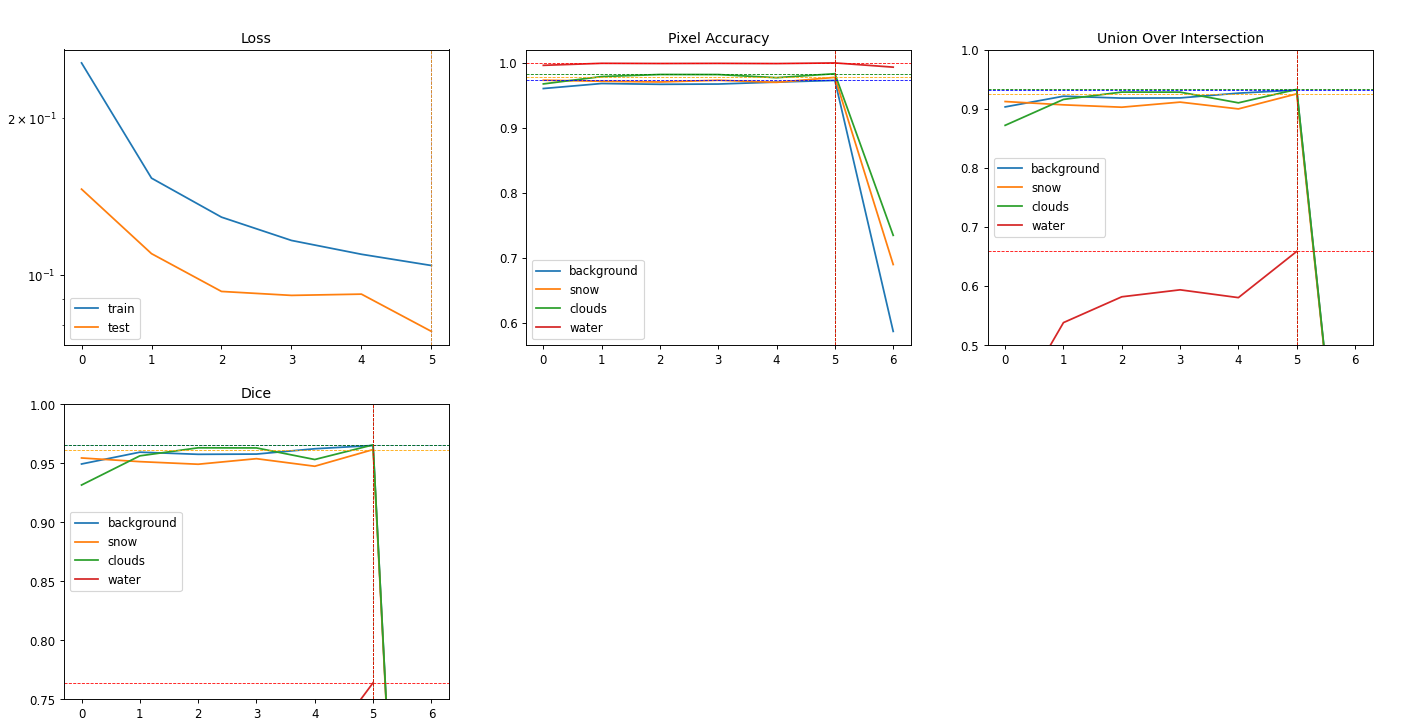 Loss
2 × 10⁻¹
10⁻¹
train
test
0 1 2 3 4 5
Pixel Accuracy
1.0
0.9
0.8
0.7
0.6
background
snow
clouds
water
0 1 2 3 4 5 6
Union Over Intersection
1.0
0.9
0.8
0.7
0.6
0.5
background
snow
clouds
water
0 1 2 3 4 5 6
Dice
1.00
0.95
0.90
0.85
0.80
0.75
background
snow
clouds
water
0 1 2 3 4 5 6